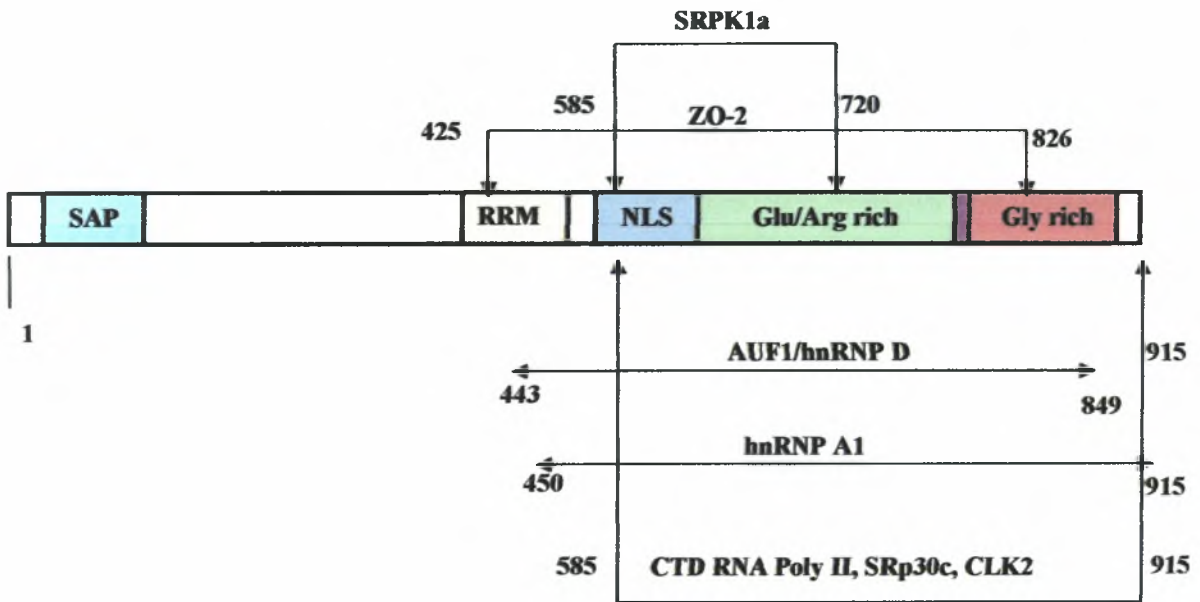 SRPK1a
585 720
ZO-2
425 826
SAP RRM NLS Glu/Arg rich Gly rich
1
AUF1/hnRNP D 915
443 849
hnRNP A1
450 915
585 CTD RNA Poly II, SRp30c, CLK2 915